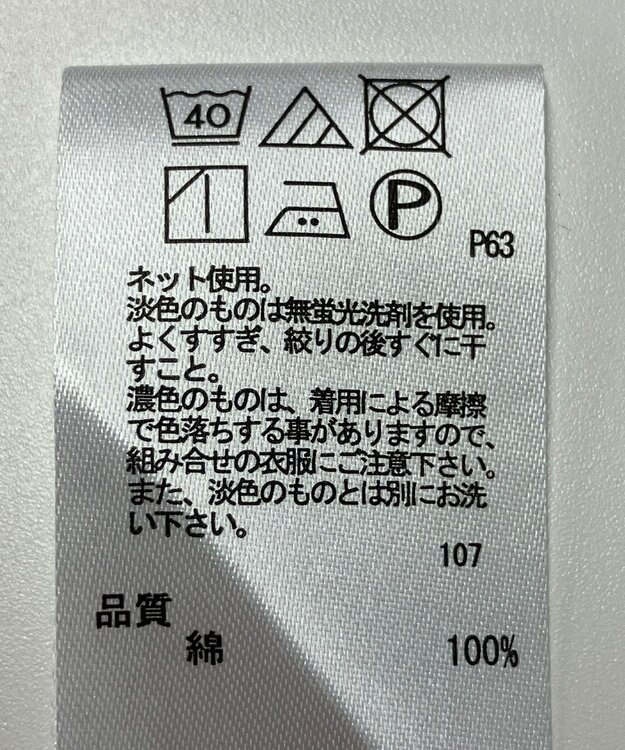 40
P
P63
ネット使用。
淡色のものは無蛍光洗剤を使用。
よくすすぎ、絞りの後すぐに干
すこと。
濃色のものは、着用による摩擦
で色落ちする事がありますので、
組み合せの衣服にご注意下さい。
また、淡色のものとは別にお洗
い下さい。
107
品質
綿 100%